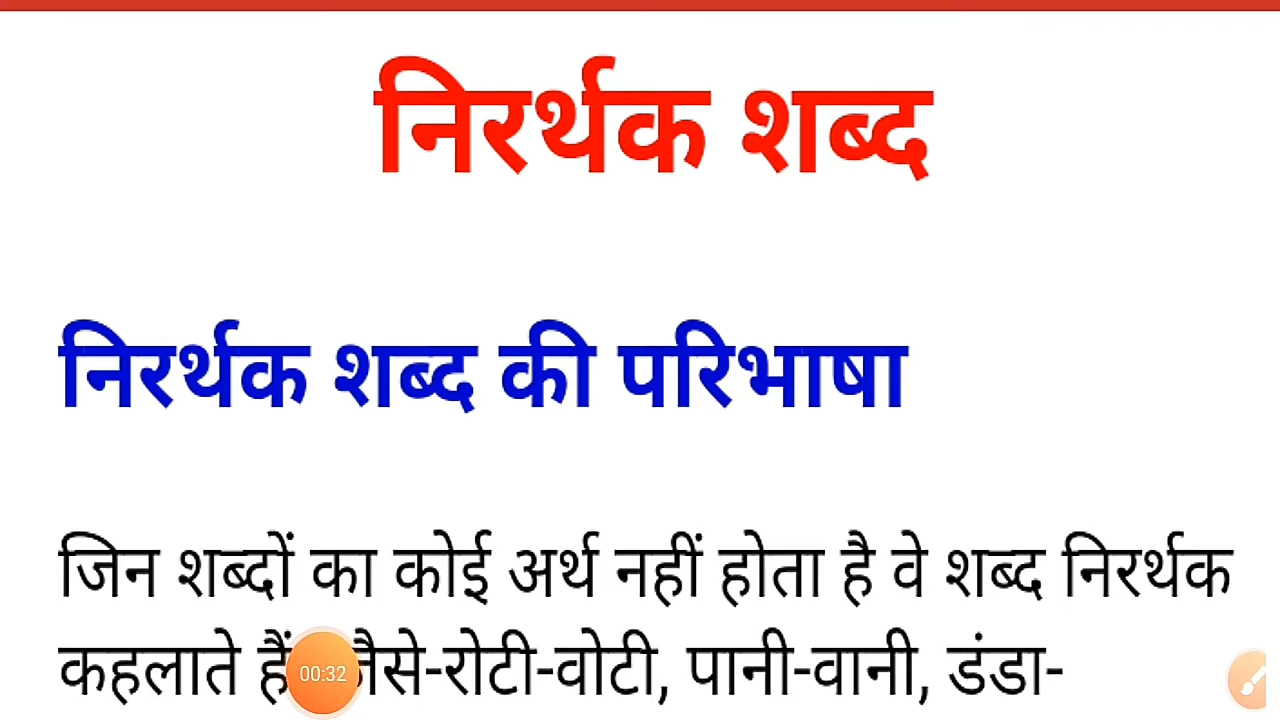 निरर्थक शब्द
निरर्थक शब्द की परिभाषा
जिन शब्दों का कोई अर्थ नहीं होता है वे शब्द निरर्थक
कहलाते हैं जैसे-रोटी-वोटी, पानी-वानी, डंडा-
00:32